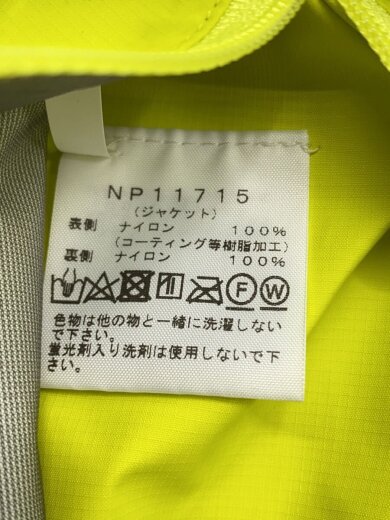 NP11715
(ジャケット)
表側 ナイロン 100%
(コーティング等樹脂加工)
裏側 ナイロン 100%
F W
色物は他の物と一緒に洗濯しない
で下さい。
蛍光剤入り洗剤は使用しないで下
さい。